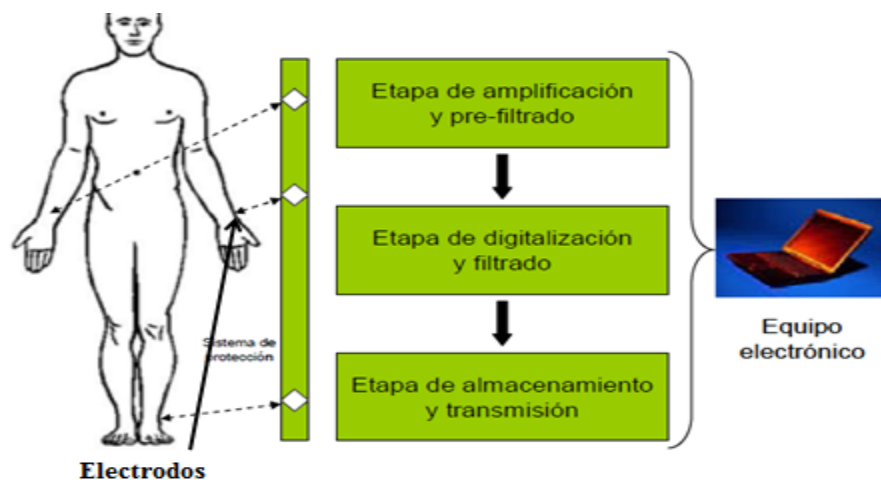 Etapa de amplificación
y pre-filtrado
Etapa de digitalización
y filtrado
Etapa de almacenamiento
y transmisión
Equipo
electrónico
Sistema de
protección
Electrodos